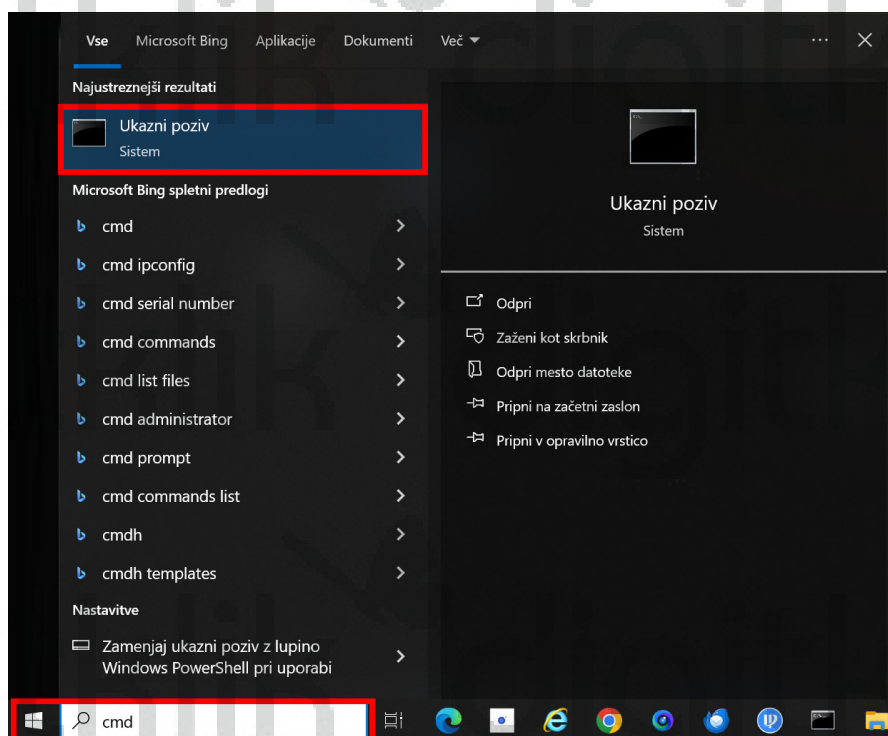 Vse Microsoft Bing Aplikacije Dokumenti Več
Najustreznejši rezultati
Ukazni poziv
Sistem
Microsoft Bing spletni predlogi
cmd
cmd ipconfig
cmd serial number
cmd commands
cmd list files
cmd administrator
cmd prompt
cmd commands list
cmdh
cmdh templates
Nastavitve
Zamenjaj ukazni poziv z lupino
Windows PowerShell pri uporabi
Ukazni poziv
Sistem
Odpri
Zaženi kot skrbnik
Odpri mesto datoteke
Pripni na začetni zaslon
Pripni v opravilno vrstico
cmd